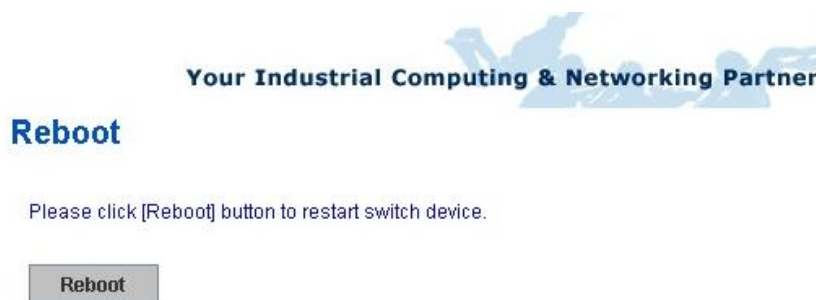 Your Industrial Computing & Networking Partner
Reboot
Please click [Reboot] button to restart switch device.
Reboot